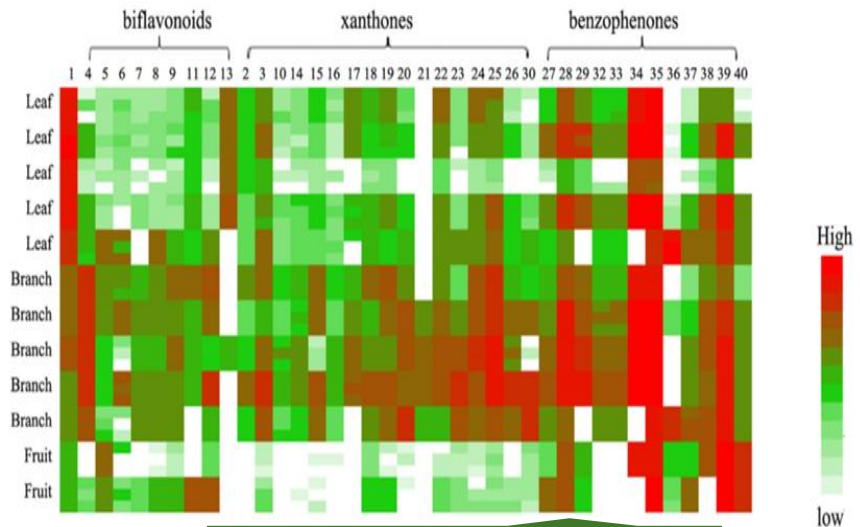 biflavonoids xanthones benzophenones
1 4 5 6 7 8 9 11 12 13 2 3 10 14 15 16 17 18 19 20 21 22 23 24 25 26 30 27 28 29 32 33 34 35 36 37 38 39 40
Leaf
Leaf
Leaf
Leaf
Leaf
Branch
Branch
Branch
Branch
Branch
Fruit
Fruit
High
low